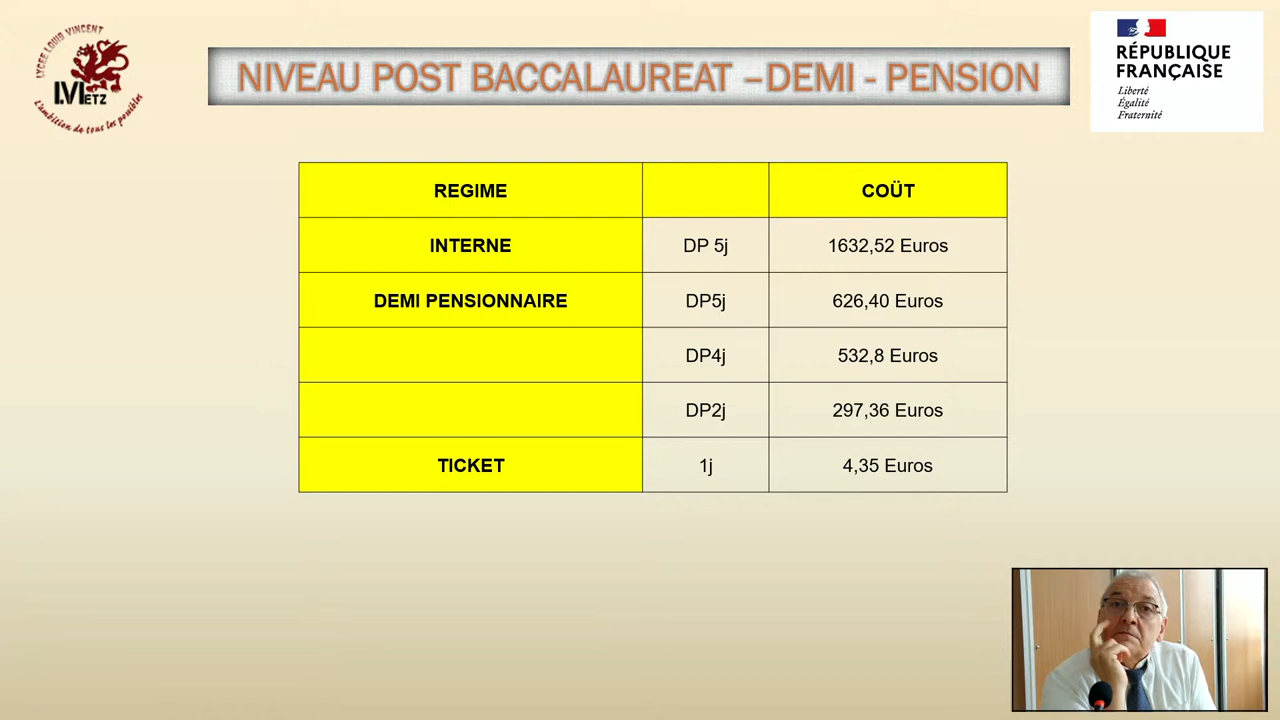 LYCEE LOUIS VINCENT
METZ
L'ambition de tous les possibles
NIVEAU POST BACCALAUREAT –DEMI - PENSION
RÉPUBLIQUE
FRANÇAISE
Liberté
Égalité
Fraternité
REGIME COÜT
INTERNE DP 5j 1632,52 Euros
DEMI PENSIONNAIRE DP5j 626,40 Euros
DP4j 532,8 Euros
DP2j 297,36 Euros
TICKET 1j 4,35 Euros